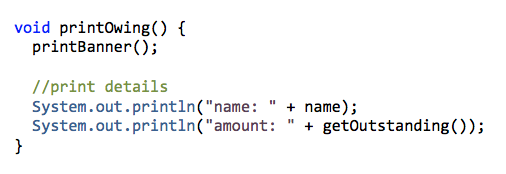 void printOwing() {
  printBanner();

  //print details
  System.out.println("name: " + name);
  System.out.println("amount: " + getOutstanding());
}